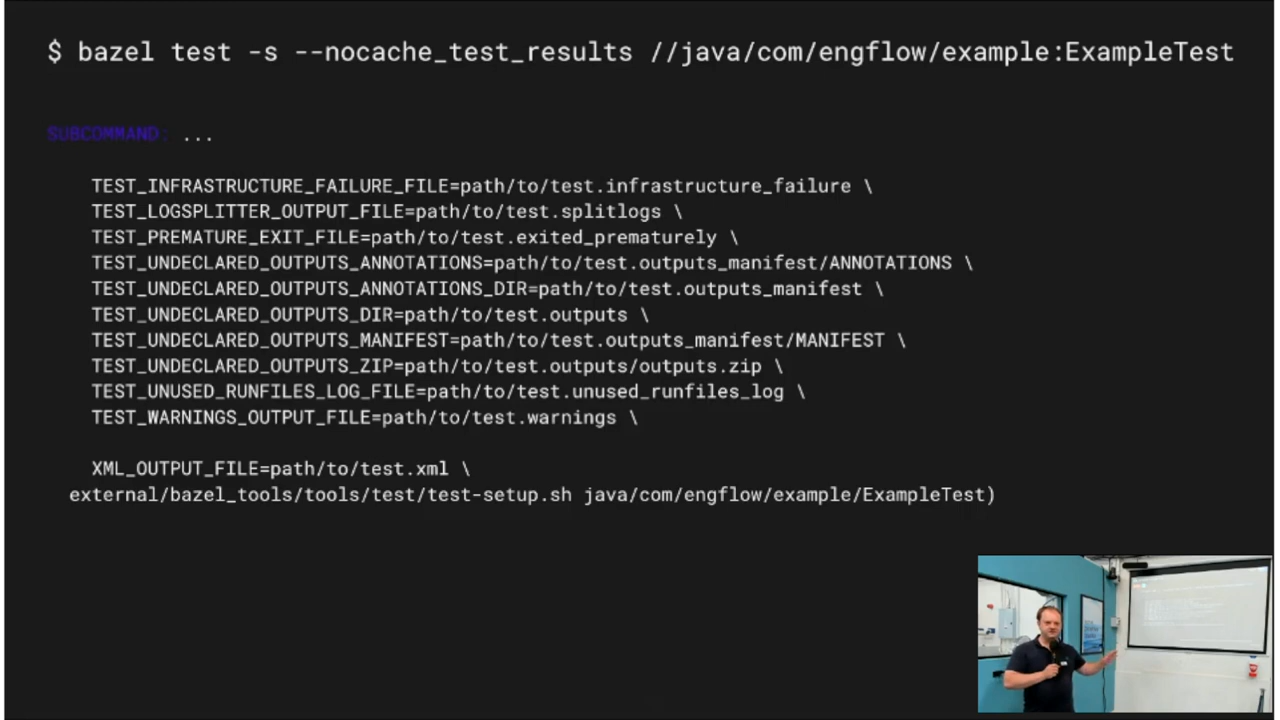 $ bazel test -s --nocache_test_results //java/com/engflow/example:ExampleTest
SUBCOMMAND: ...
TEST_INFRASTRUCTURE_FAILURE_FILE=path/to/test.infrastructure_failure \
TEST_LOGSPLITTER_OUTPUT_FILE=path/to/test.splitlogs \
TEST_PREMATURE_EXIT_FILE=path/to/test.exited_prematurely \
TEST_UNDECLARED_OUTPUTS_ANNOTATIONS=path/to/test.outputs_manifest/ANNOTATIONS \
TEST_UNDECLARED_OUTPUTS_ANNOTATIONS_DIR=path/to/test.outputs_manifest \
TEST_UNDECLARED_OUTPUTS_DIR=path/to/test.outputs \
TEST_UNDECLARED_OUTPUTS_MANIFEST=path/to/test.outputs_manifest/MANIFEST \
TEST_UNDECLARED_OUTPUTS_ZIP=path/to/test.outputs/outputs.zip \
TEST_UNUSED_RUNFILES_LOG_FILE=path/to/test.unused_runfiles_log \
TEST_WARNINGS_OUTPUT_FILE=path/to/test.warnings \
XML_OUTPUT_FILE=path/to/test.xml \
external/bazel_tools/tools/test/test-setup.sh java/com/engflow/example/ExampleTest)